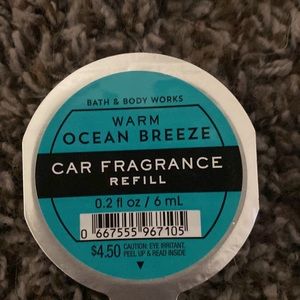 BATH & BODY WORKS
WARM
OCEAN BREEZE
CAR FRAGRANCE
REFILL
0.2 fl oz / 6 mL
0 667555 967105
$4.50 CAUTION: EYE IRRITANT.
PEEL UP & READ INSIDE